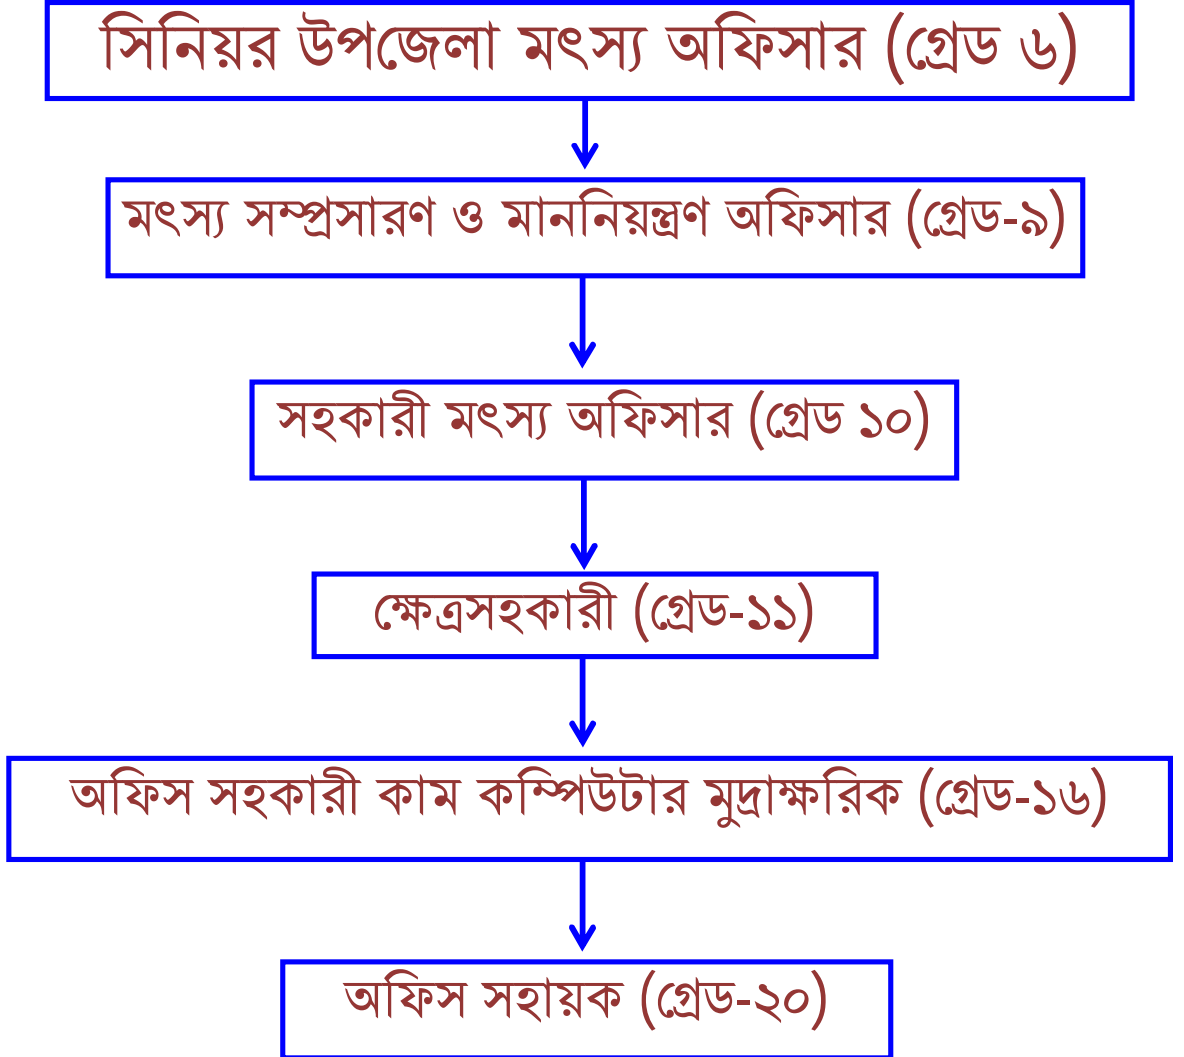 সিনিয়র উপজেলা মৎস্য অফিসার (গ্রেড ৬)
মৎস্য সম্প্রসারণ ও মাননিয়ন্ত্রণ অফিসার (গ্রেড-৯)
সহকারী মৎস্য অফিসার (গ্রেড ১০)
ক্ষেত্রসহকারী (গ্রেড-১১)
অফিস সহকারী কাম কম্পিউটার মুদ্রাক্ষরিক (গ্রেড-১৬)
অফিস সহায়ক (গ্রেড-২০)